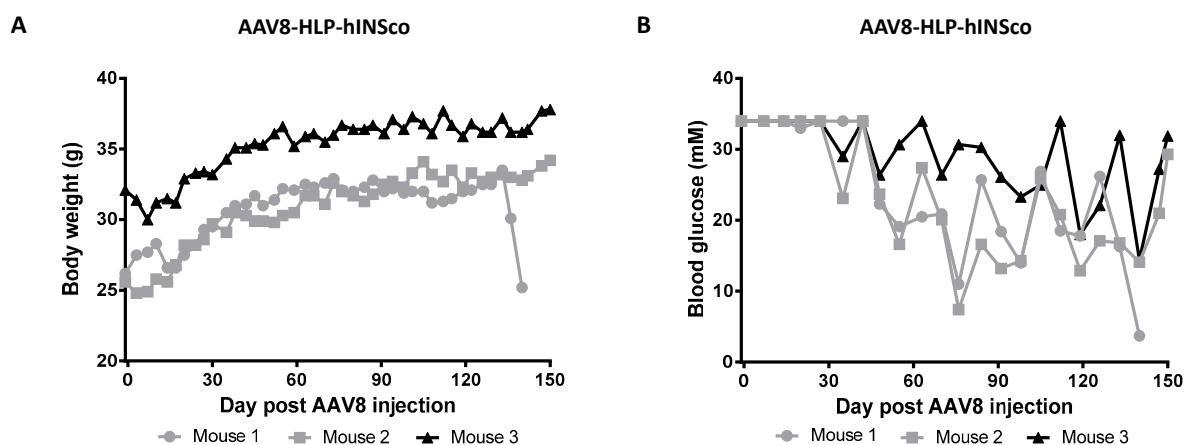 A
AAV8-HLP-hINSco
40
35
30
25
20
Body weight (g)
0 30 60 90 120 150
Day post AAV8 injection
Mouse 1 Mouse 2 Mouse 3
B
AAV8-HLP-hINSco
40
30
20
10
0
Blood glucose (mM)
0 30 60 90 120 150
Day post AAV8 injection
Mouse 1 Mouse 2 Mouse 3